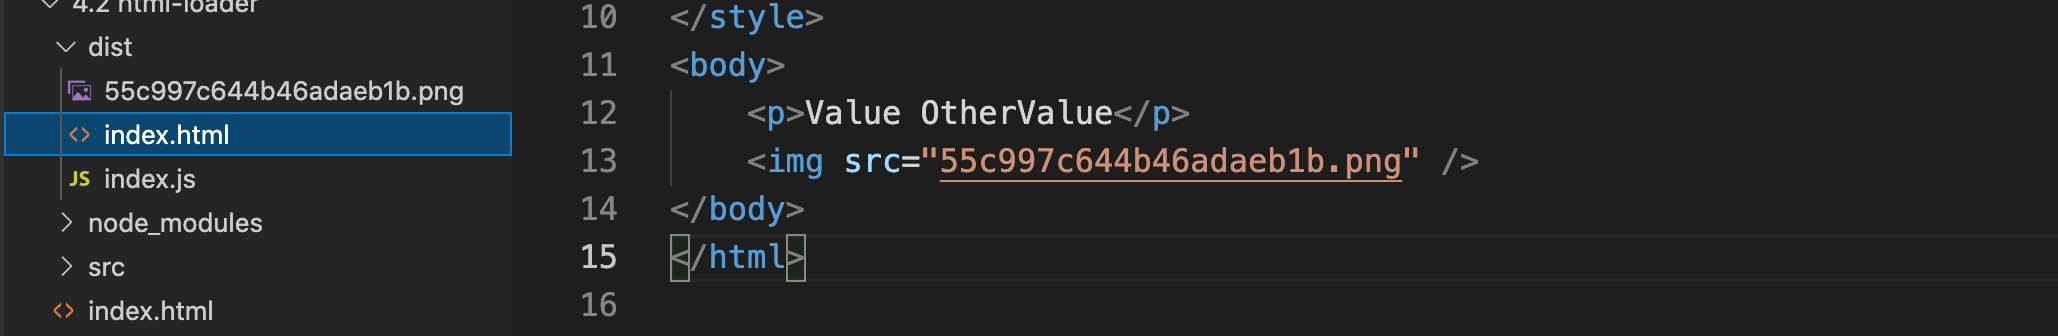 4.2 html-loader
dist
55c997c644b46adaeb1b.png
index.html
JS index.js
node_modules
src
index.html
10 </style>
11 <body>
12 <p>Value OtherValue</p>
13 <img src="55c997c644b46adaeb1b.png" />
14 </body>
15 </html>
16